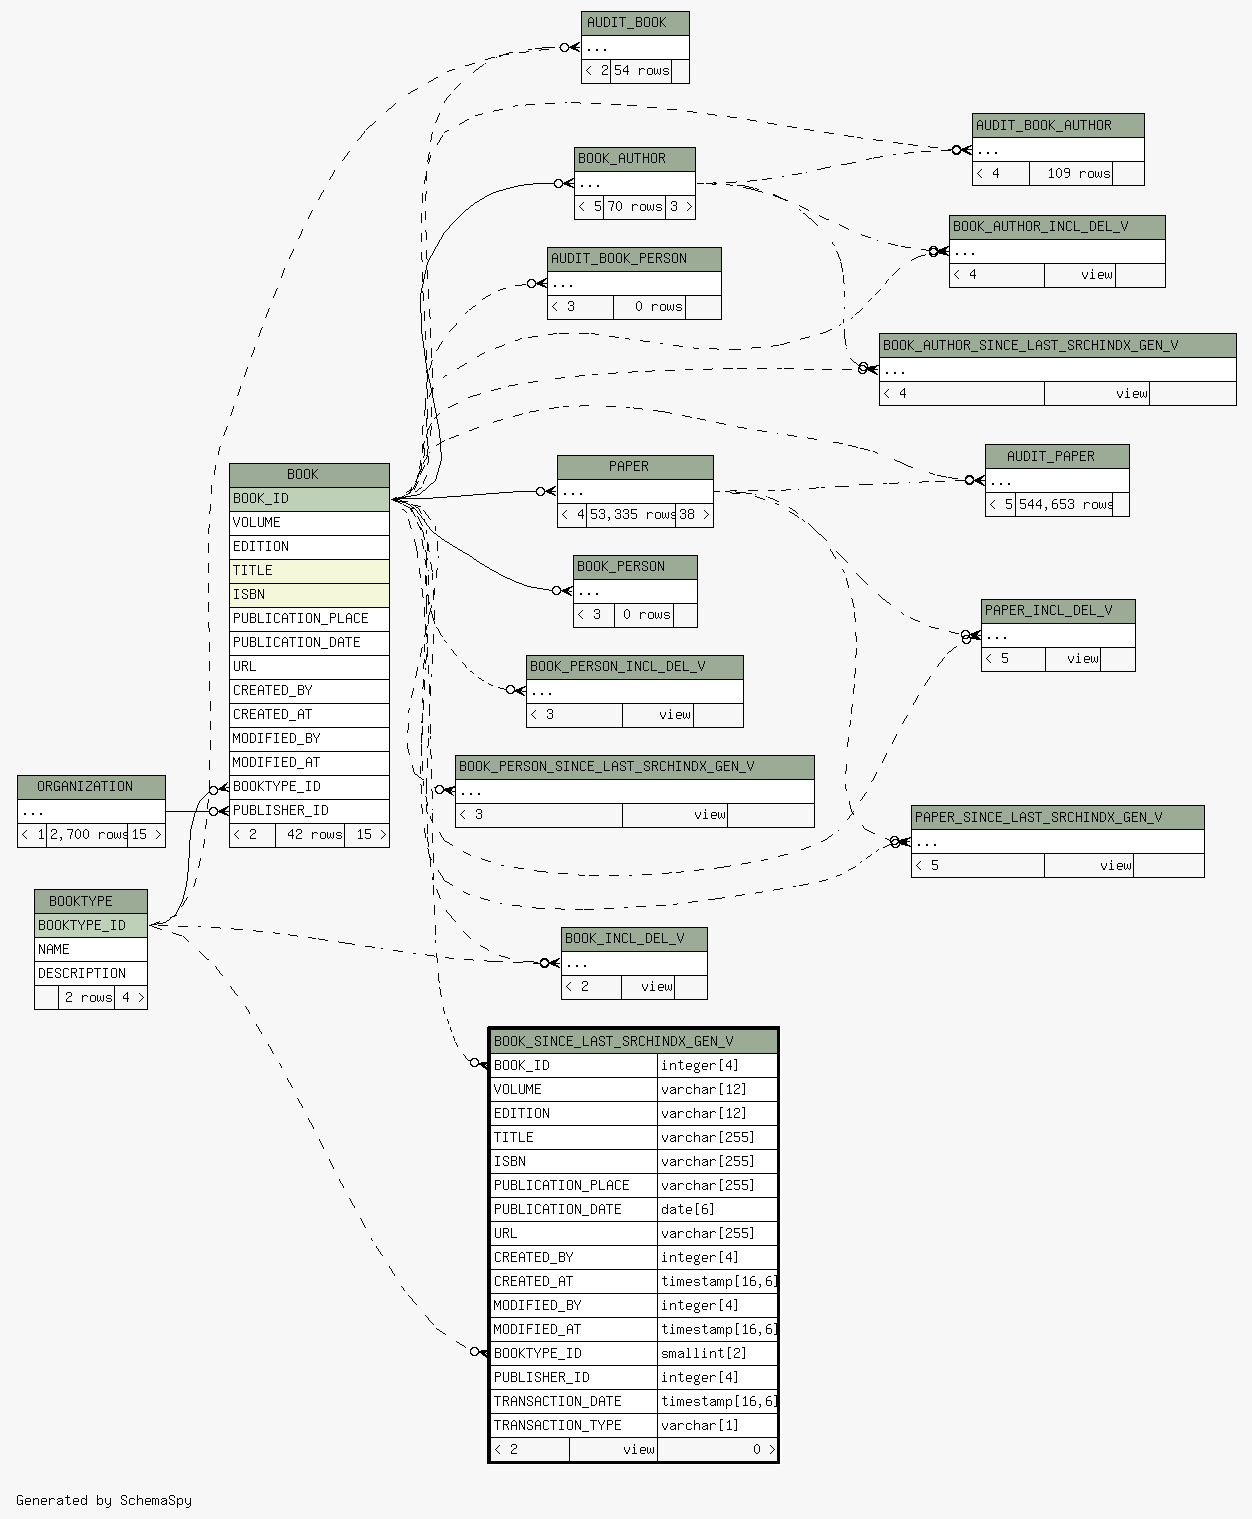 AUDIT_BOOK
...
< 2 54 rows
AUDIT_BOOK_AUTHOR
...
< 4 109 rows
BOOK_AUTHOR
...
< 5 70 rows 3 >
BOOK_AUTHOR_INCL_DEL_V
...
< 4 view
AUDIT_BOOK_PERSON
...
< 3 0 rows
BOOK_AUTHOR_SINCE_LAST_SRCHINDX_GEN_V
...
< 4 view
AUDIT_PAPER
...
< 5 544,653 rows
PAPER
...
< 4 53,335 rows 38 >
BOOK
BOOK_ID
VOLUME
EDITION
TITLE
ISBN
PUBLICATION_PLACE
PUBLICATION_DATE
URL
CREATED_BY
CREATED_AT
MODIFIED_BY
MODIFIED_AT
BOOKTYPE_ID
PUBLISHER_ID
< 2 42 rows 15 >
BOOK_PERSON
...
< 3 0 rows
PAPER_INCL_DEL_V
...
< 5 view
BOOK_PERSON_INCL_DEL_V
...
< 3 view
BOOK_PERSON_SINCE_LAST_SRCHINDX_GEN_V
...
< 3 view
ORGANIZATION
...
< 1 2,700 rows 15 >
PAPER_SINCE_LAST_SRCHINDX_GEN_V
...
< 5 view
BOOKTYPE
BOOKTYPE_ID
NAME
DESCRIPTION
2 rows 4 >
BOOK_INCL_DEL_V
...
< 2 view
BOOK_SINCE_LAST_SRCHINDX_GEN_V
BOOK_ID integer[4]
VOLUME varchar[12]
EDITION varchar[12]
TITLE varchar[255]
ISBN varchar[255]
PUBLICATION_PLACE varchar[255]
PUBLICATION_DATE date[6]
URL varchar[255]
CREATED_BY integer[4]
CREATED_AT timestamp[16,6]
MODIFIED_BY integer[4]
MODIFIED_AT timestamp[16,6]
BOOKTYPE_ID smallint[2]
PUBLISHER_ID integer[4]
TRANSACTION_DATE timestamp[16,6]
TRANSACTION_TYPE varchar[1]
< 2 view 0 >
Generated by SchemaSpy